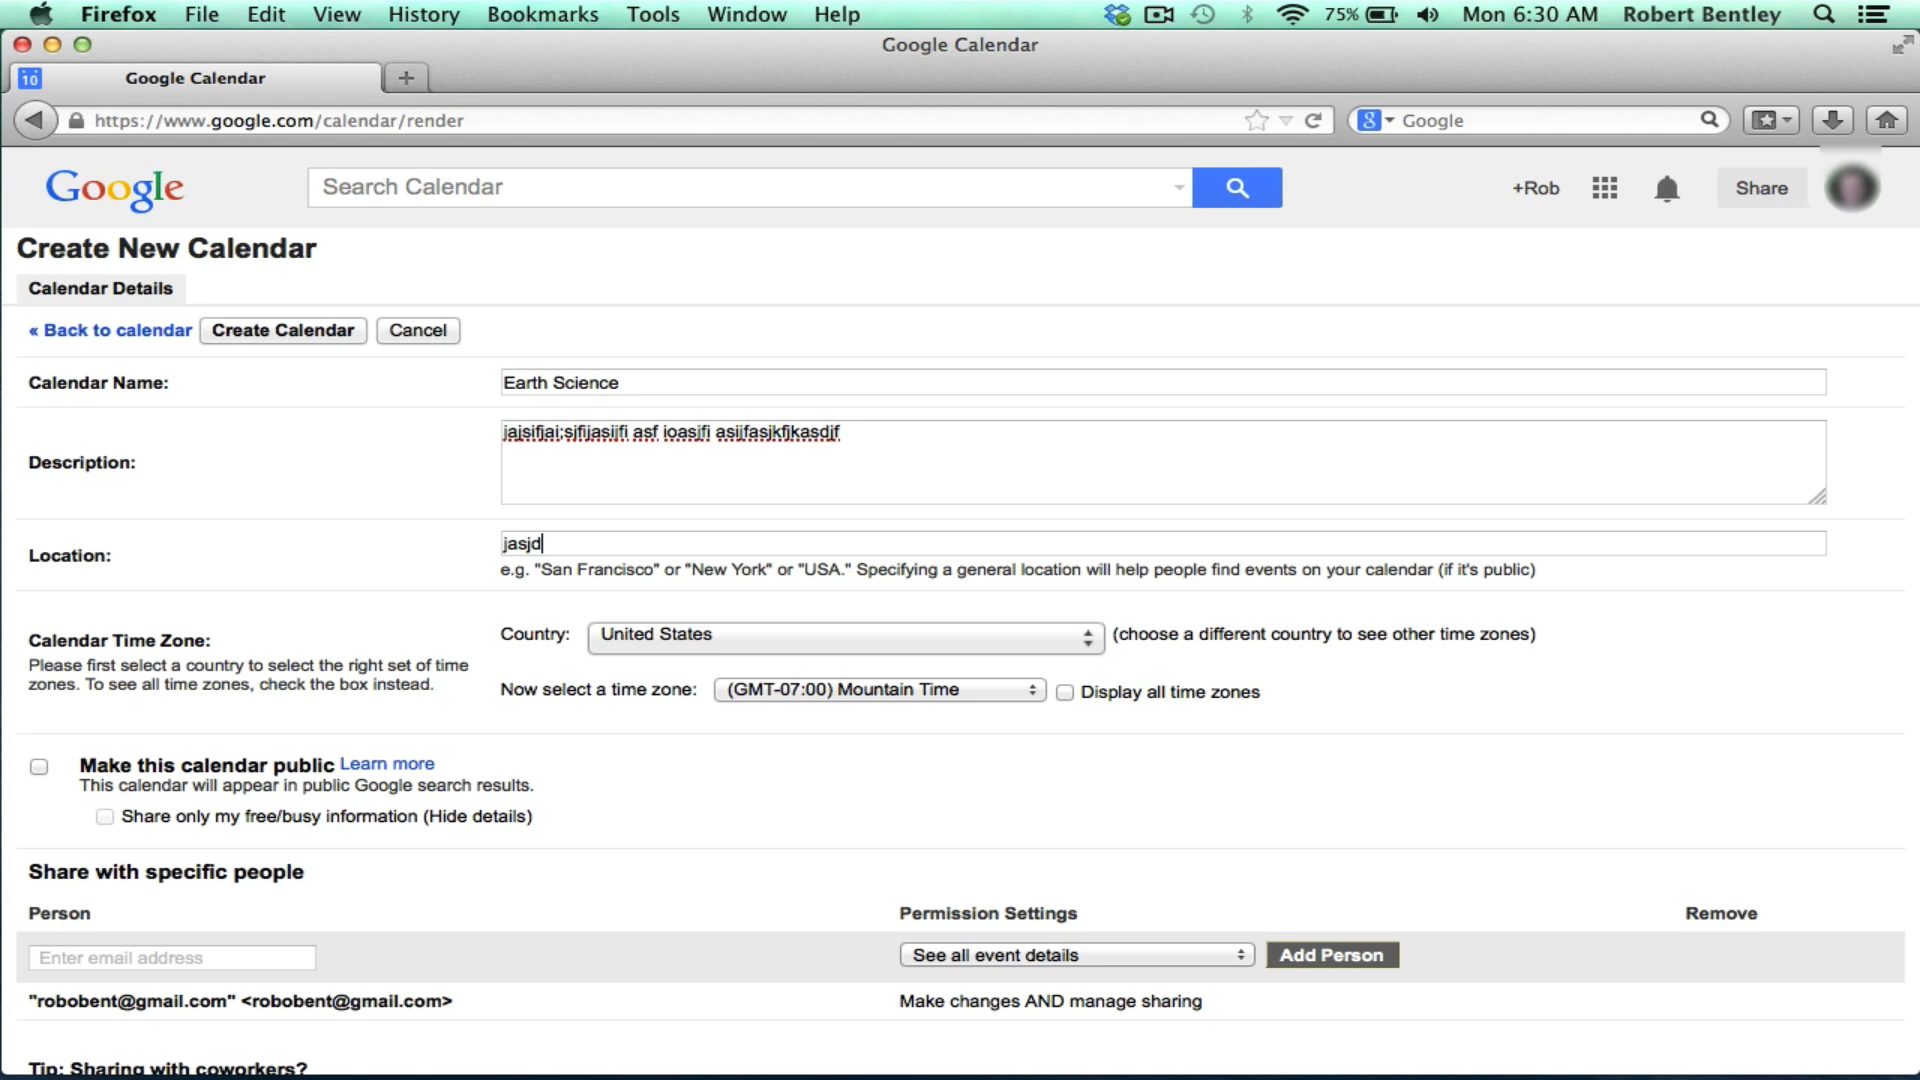 Firefox File Edit View History Bookmarks Tools Window Help 75% Mon 6:30 AM Robert Bentley
Google Calendar
10 Google Calendar
https://www.google.com/calendar/render
8 Google
Google Search Calendar +Rob Share
Create New Calendar
Calendar Details
« Back to calendar Create Calendar Cancel
Calendar Name: Earth Science
Description: jajsifjai;sjfijasijfi asf ioasjfi asijfasjkfjkasdjf
Location: jasjd
e.g. "San Francisco" or "New York" or "USA." Specifying a general location will help people find events on your calendar (if it's public)
Calendar Time Zone:
Please first select a country to select the right set of time
zones. To see all time zones, check the box instead.
Country: United States (choose a different country to see other time zones)
Now select a time zone: (GMT-07:00) Mountain Time Display all time zones
Make this calendar public Learn more
This calendar will appear in public Google search results.
Share only my free/busy information (Hide details)
Share with specific people
Person Permission Settings Remove
Enter email address See all event details Add Person
"robobent@gmail.com" <robobent@gmail.com> Make changes AND manage sharing
Tip: Sharing with coworkers?